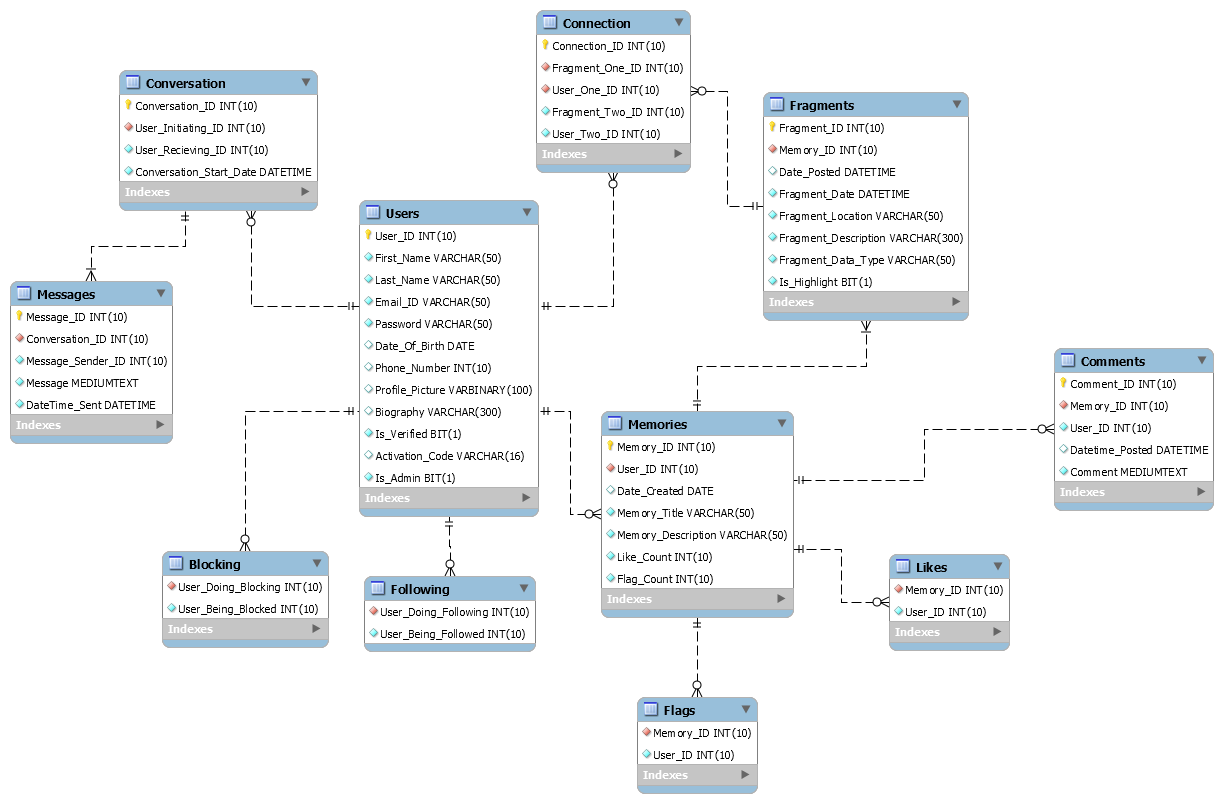 Connection
Connection_ID INT(10)
Fragment_One_ID INT(10)
User_One_ID INT(10)
Fragment_Two_ID INT(10)
User_Two_ID INT(10)
Indexes
Conversation
Conversation_ID INT(10)
User_Initiating_ID INT(10)
User_Recieving_ID INT(10)
Conversation_Start_Date DATETIME
Indexes
Fragments
Fragment_ID INT(10)
Memory_ID INT(10)
Date_Posted DATETIME
Fragment_Date DATETIME
Fragment_Location VARCHAR(50)
Fragment_Description VARCHAR(300)
Fragment_Data_Type VARCHAR(50)
Is_Highlight BIT(1)
Indexes
Users
User_ID INT(10)
First_Name VARCHAR(50)
Last_Name VARCHAR(50)
Email_ID VARCHAR(50)
Password VARCHAR(50)
Date_Of_Birth DATE
Phone_Number INT(10)
Profile_Picture VARBINARY(100)
Biography VARCHAR(300)
Is_Verified BIT(1)
Activation_Code VARCHAR(16)
Is_Admin BIT(1)
Indexes
Messages
Message_ID INT(10)
Conversation_ID INT(10)
Message_Sender_ID INT(10)
Message MEDIUMTEXT
DateTime_Sent DATETIME
Indexes
Comments
Comment_ID INT(10)
Memory_ID INT(10)
User_ID INT(10)
Datetime_Posted DATETIME
Comment MEDIUMTEXT
Indexes
Memories
Memory_ID INT(10)
User_ID INT(10)
Date_Created DATE
Memory_Title VARCHAR(50)
Memory_Description VARCHAR(50)
Like_Count INT(10)
Flag_Count INT(10)
Indexes
Blocking
User_Doing_Blocking INT(10)
User_Being_Blocked INT(10)
Indexes
Following
User_Doing_Following INT(10)
User_Being_Followed INT(10)
Likes
Memory_ID INT(10)
User_ID INT(10)
Indexes
Flags
Memory_ID INT(10)
User_ID INT(10)
Indexes